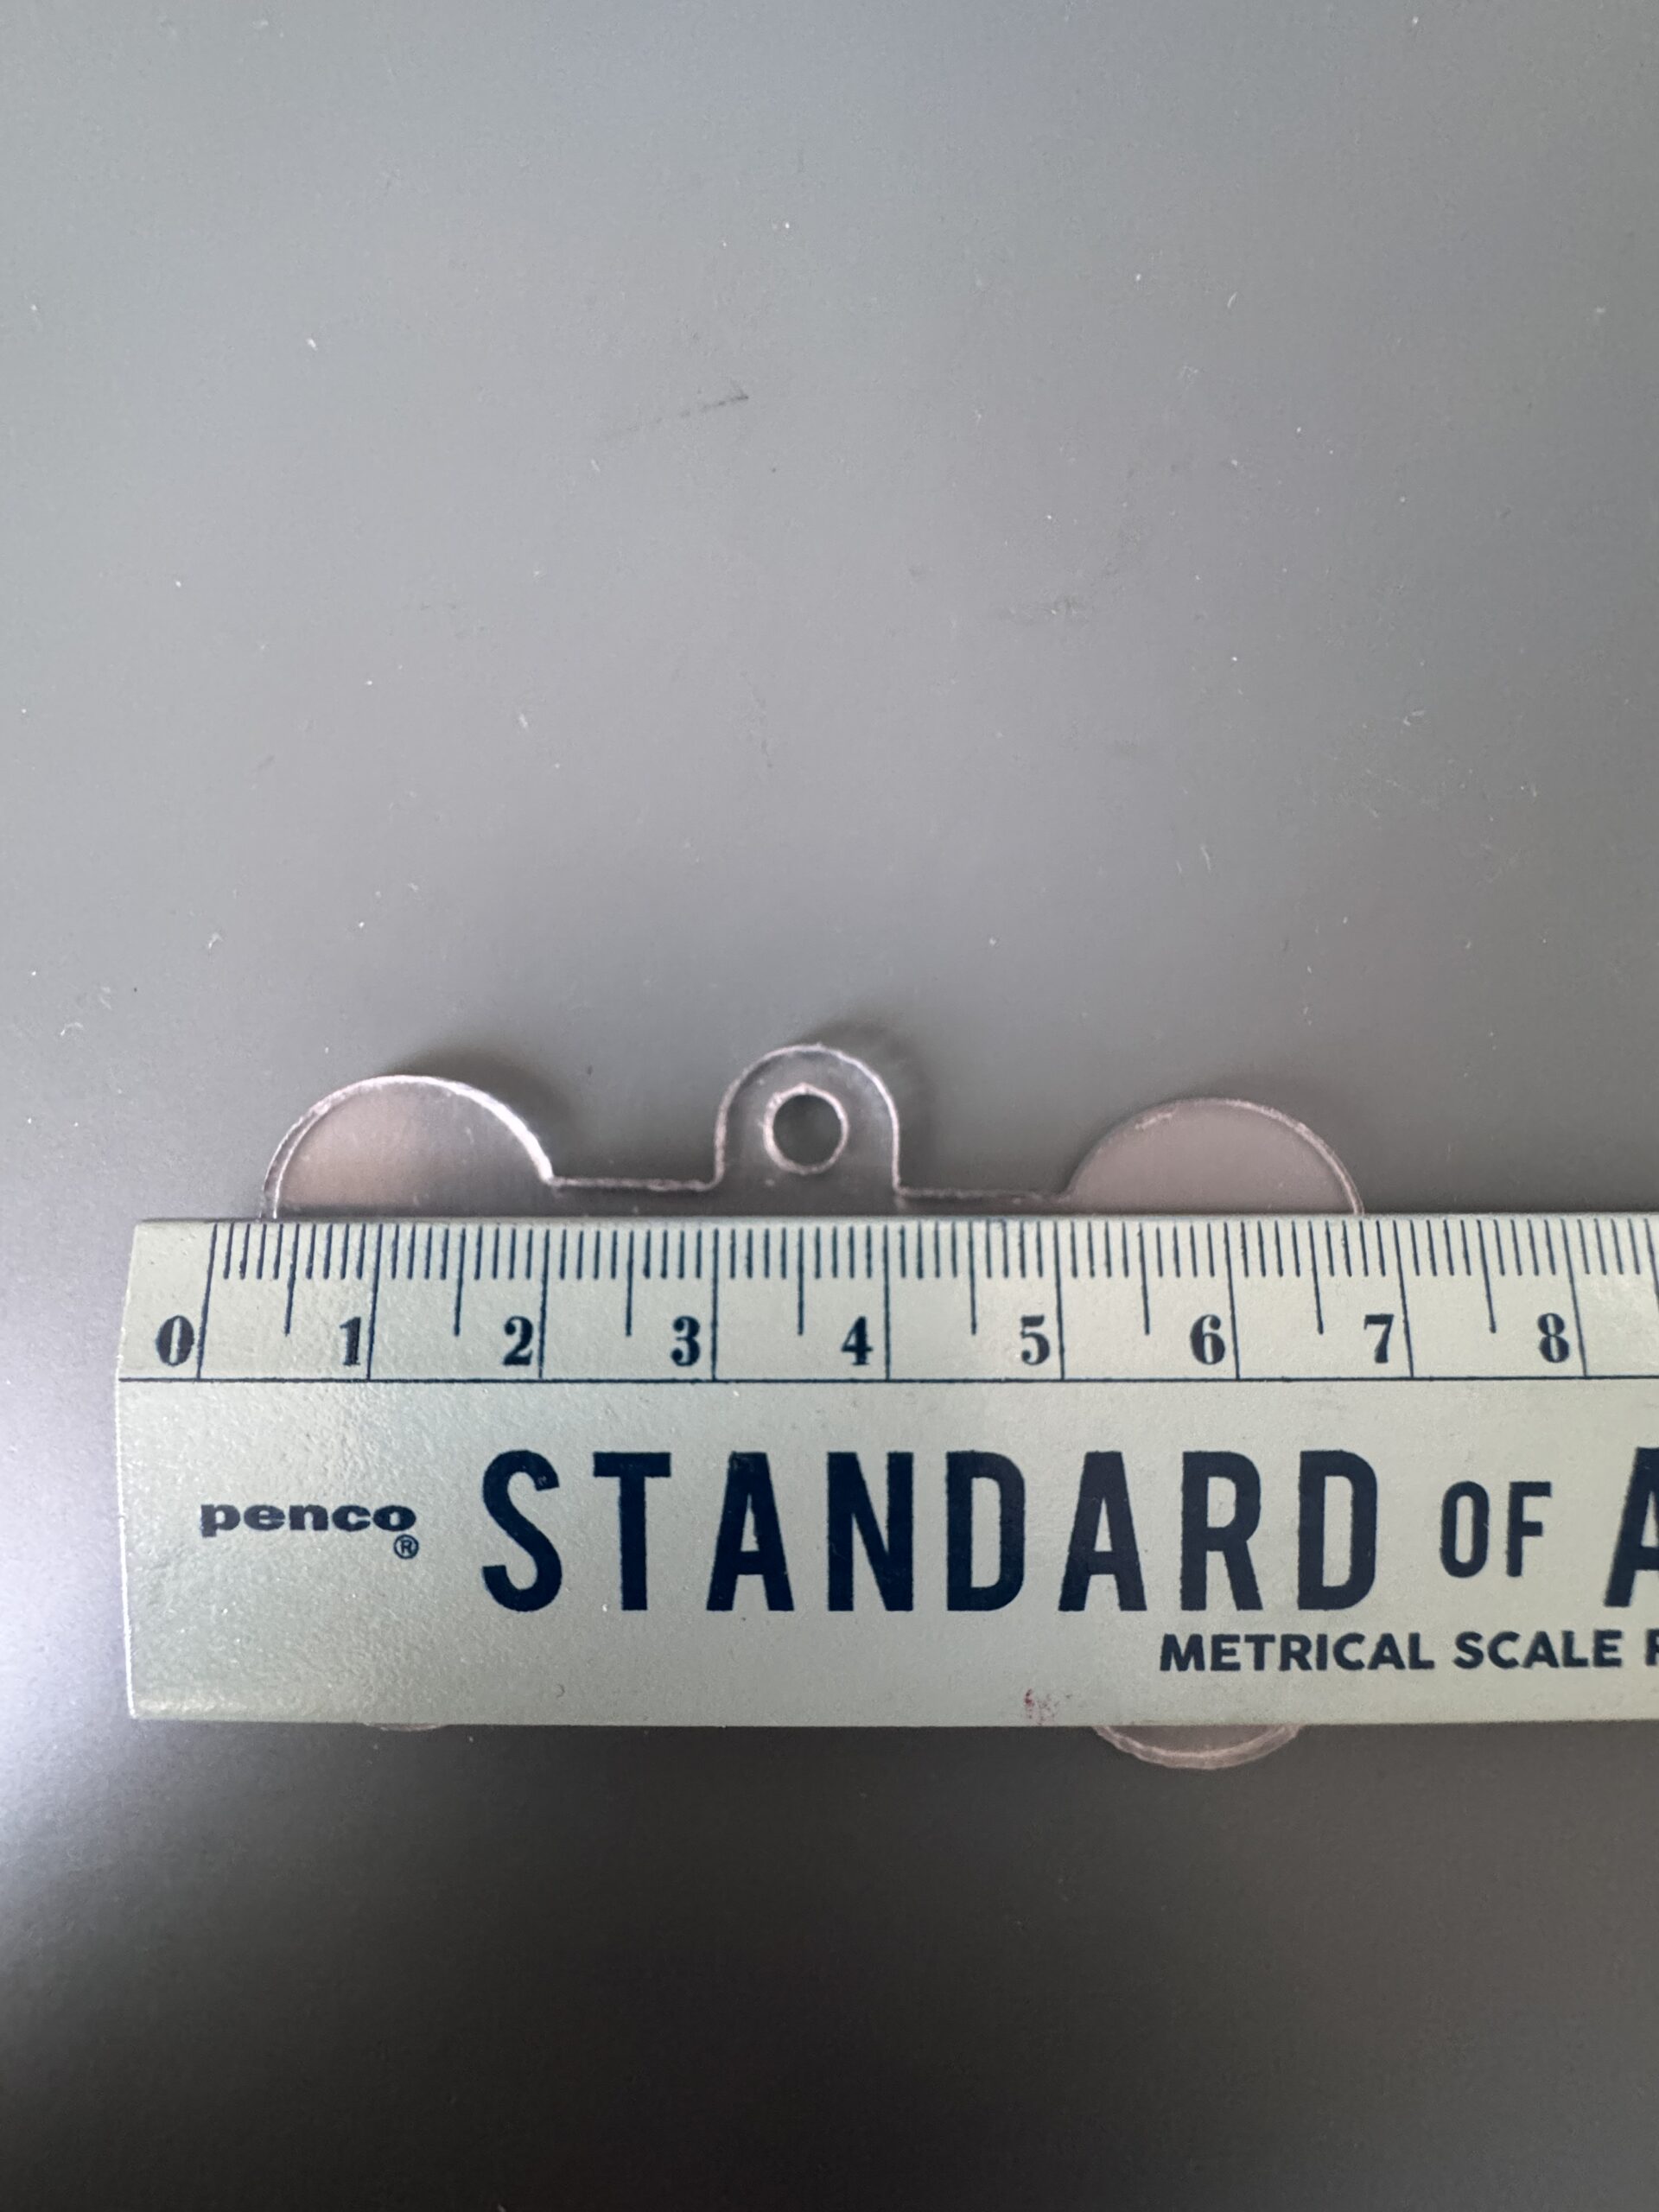 0 1 2 3 4 5 6 7 8
penco®
STANDARD OF
METRICAL SCALE